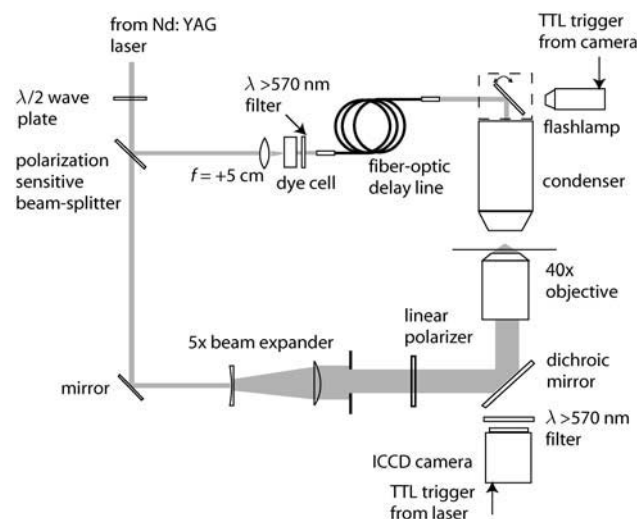 from Nd: YAG
laser
λ/2 wave
plate
polarization
sensitive
beam-splitter
λ >570 nm
filter
f = +5 cm
dye cell
fiber-optic
delay line
TTL trigger
from camera
flashlamp
condenser
40x
objective
linear
polarizer
5x beam expander
mirror
dichroic
mirror
λ >570 nm
filter
ICCD camera
TTL trigger
from laser